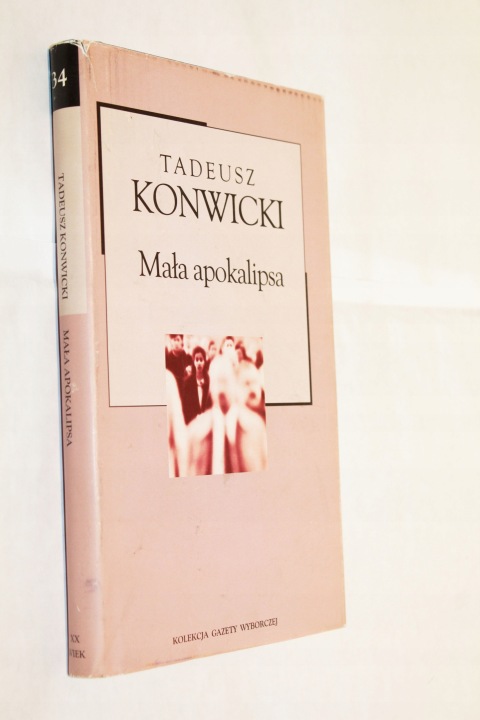 34
TADEUSZ KONWICKI MAŁA APOKALIPSA
XX
WIEK
TADEUSZ
KONWICKI
Mała apokalipsa
KOLEKCJA GAZETY WYBORCZEJ